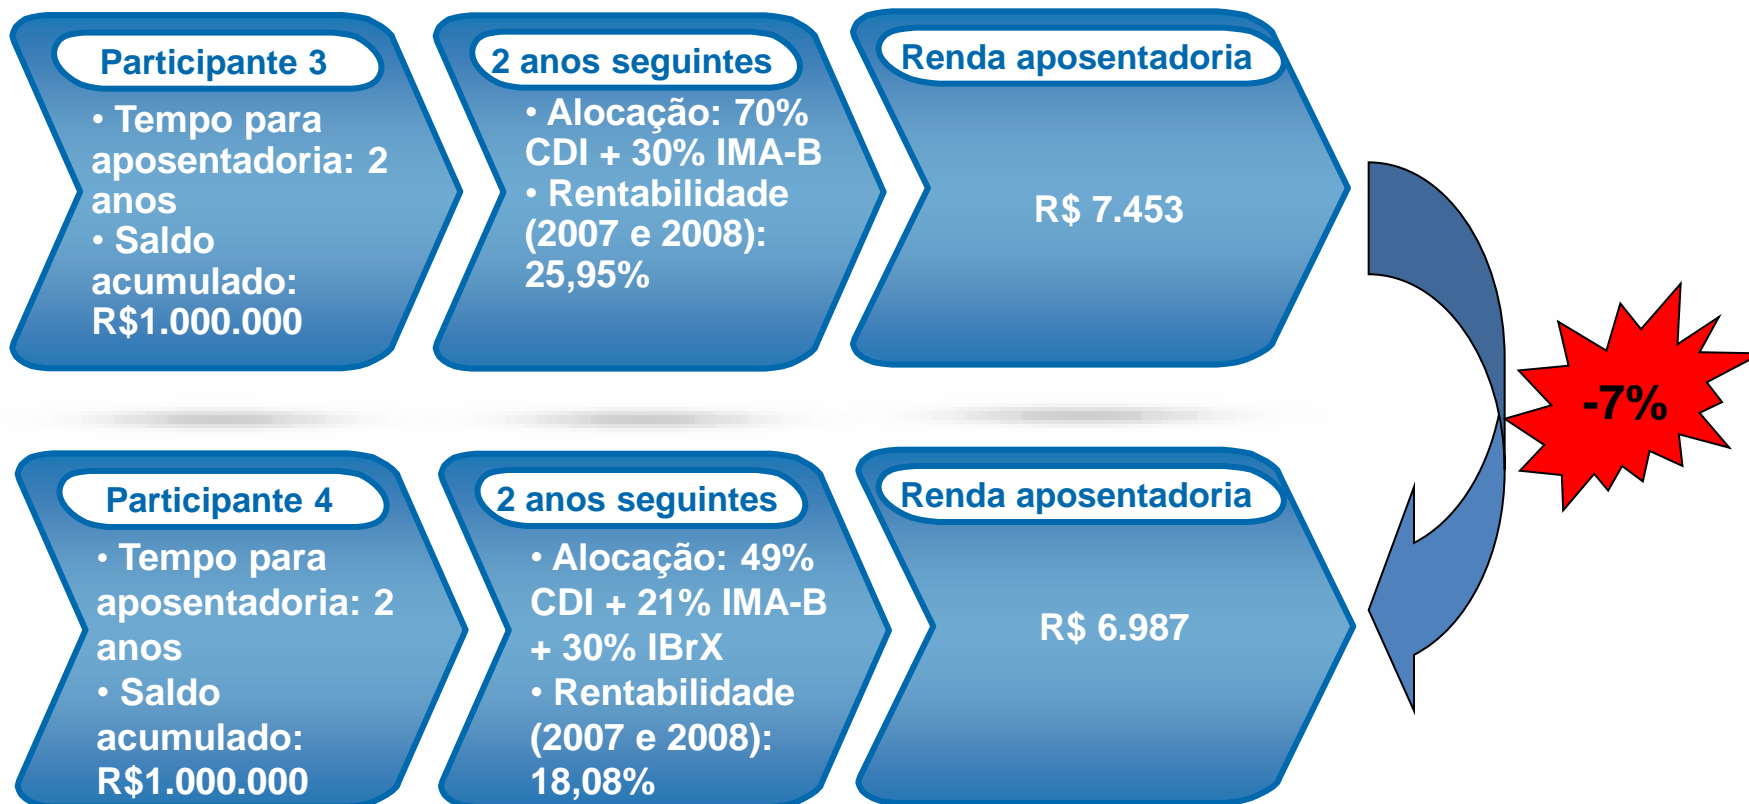 Participante 3
• Tempo para
aposentadoria: 2
anos
• Saldo
acumulado:
R$1.000.000
2 anos seguintes
• Alocação: 70%
CDI + 30% IMA-B
• Rentabilidade
(2007 e 2008):
25,95%
Renda aposentadoria
R$ 7.453
-7%
Participante 4
• Tempo para
aposentadoria: 2
anos
• Saldo
acumulado:
R$1.000.000
2 anos seguintes
• Alocação: 49%
CDI + 21% IMA-B
+ 30% IBrX
• Rentabilidade
(2007 e 2008):
18,08%
Renda aposentadoria
R$ 6.987